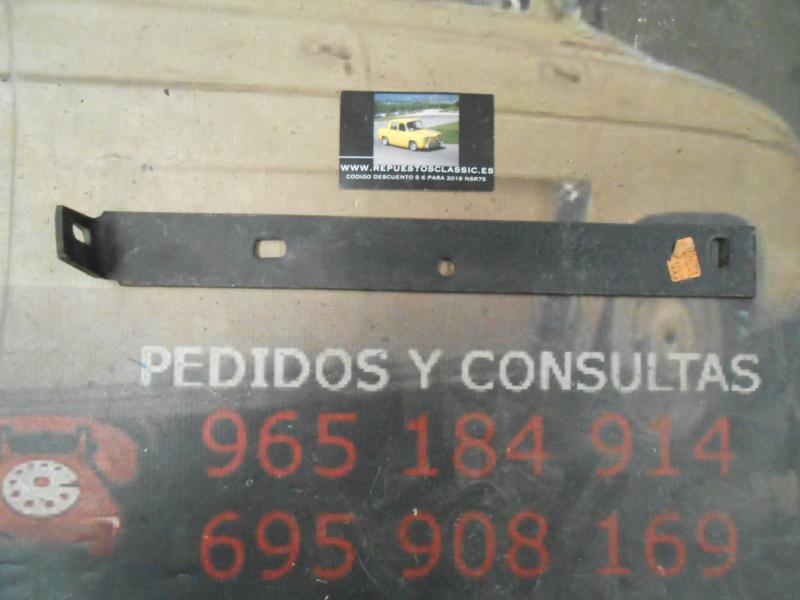 WWW.REPUESTOSCLASSIC.ES
CODIGO DESCUENTO 5 € PARA 2016 NSR75
PEDIDOS Y CONSULTAS
965 184 914
695 908 169